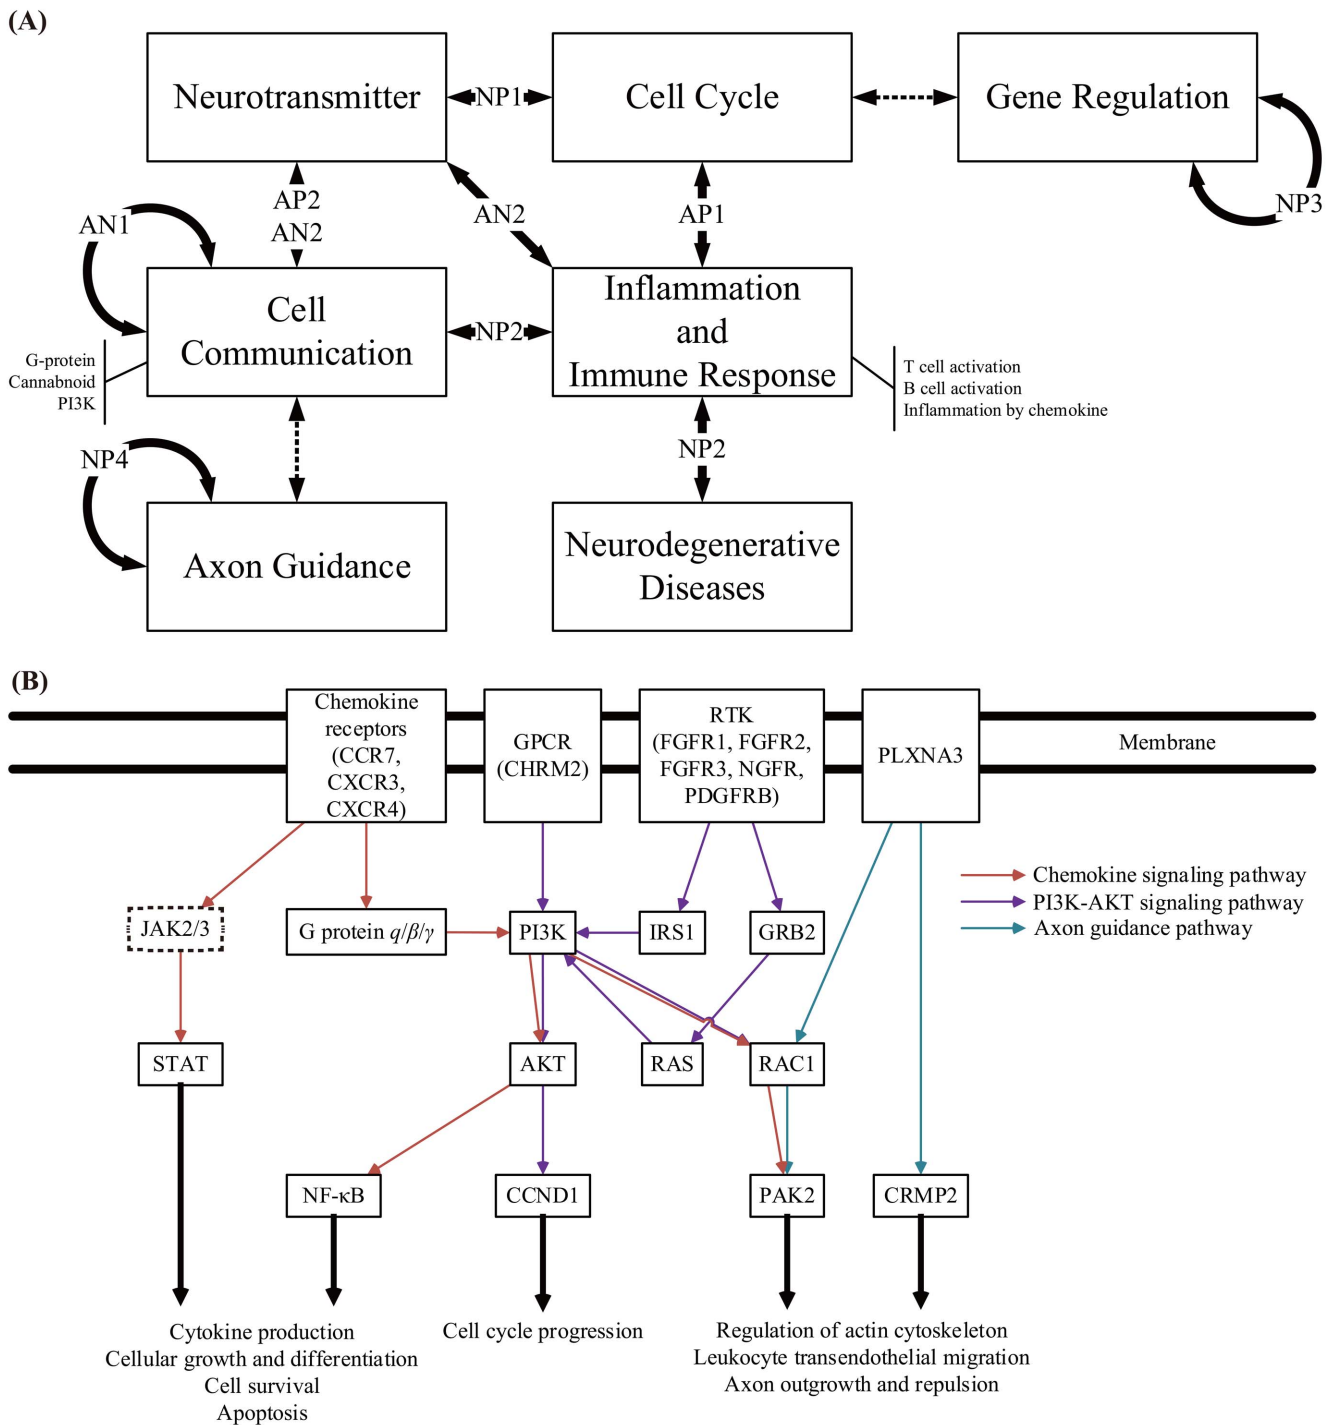 (A)
Neurotransmitter
NP1
Cell Cycle
Gene Regulation
NP3
AP2
AN2
AN2
AP1
AN1
Cell
Communication
NP2
Inflammation
and
Immune Response
G-protein
Cannabnoid
PI3K
T cell activation
B cell activation
Inflammation by chemokine
NP4
NP2
Axon Guidance
Neurodegenerative
Diseases
(B)
Chemokine
receptors
(CCR7,
CXCR3,
CXCR4)
GPCR
(CHRM2)
RTK
(FGFR1, FGFR2,
FGFR3, NGFR,
PDGFRB)
PLXNA3
Membrane
Chemokine signaling pathway
PI3K-AKT signaling pathway
Axon guidance pathway
JAK2/3
G protein q/β/γ
PI3K
IRS1
GRB2
STAT
AKT
RAS
RAC1
NF-κB
CCND1
PAK2
CRMP2
Cytokine production
Cellular growth and differentiation
Cell survival
Apoptosis
Cell cycle progression
Regulation of actin cytoskeleton
Leukocyte transendothelial migration
Axon outgrowth and repulsion